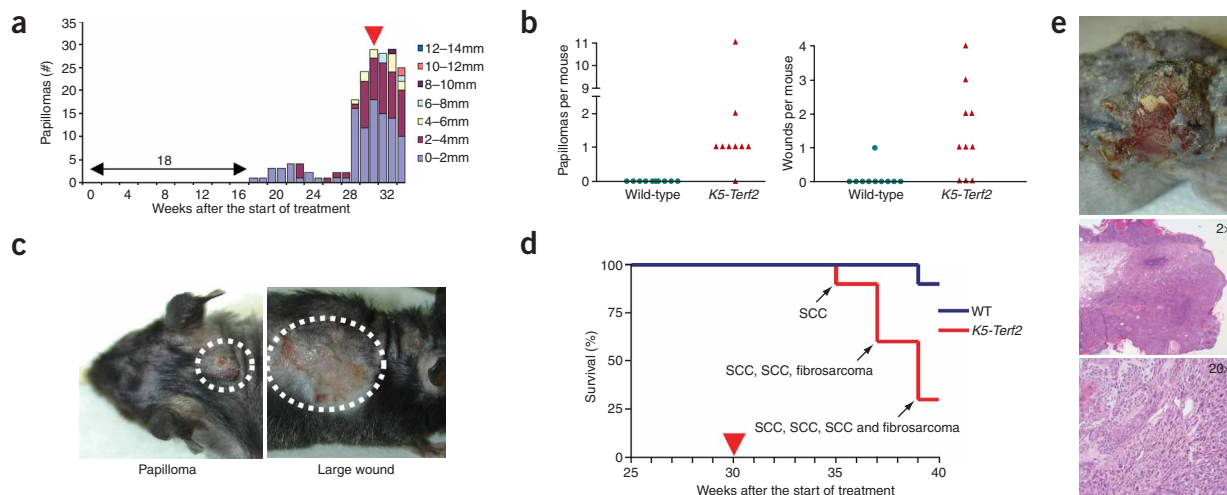 a
35
30
25
20
15
10
5
0
Papillomas (#)
18
0 4 8 12 16 20 24 28 32
Weeks after the start of treatment
12–14mm
10–12mm
8–10mm
6–8mm
4–6mm
2–4mm
0–2mm
b
Papillomas per mouse
11
10
9
2
1
0
Wild-type K5-Terf2
Wounds per mouse
4
3
2
1
0
Wild-type K5-Terf2
c
Papilloma
Large wound
d
Survival (%)
100
75
50
25
0
25 30 35 40
Weeks after the start of treatment
SCC
SCC, SCC, fibrosarcoma
SCC, SCC, SCC and fibrosarcoma
WT
K5-Terf2
e